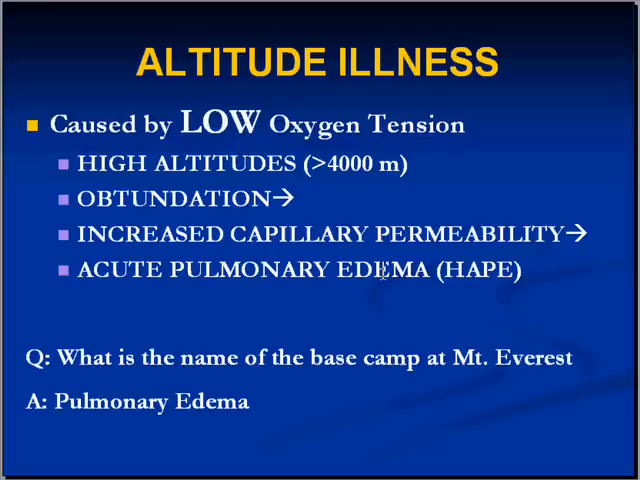 ALTITUDE ILLNESS
Caused by LOW Oxygen Tension
HIGH ALTITUDES (>4000 m)
OBTUNDATION→
INCREASED CAPILLARY PERMEABILITY→
ACUTE PULMONARY EDEMA (HAPE)
Q: What is the name of the base camp at Mt. Everest
A: Pulmonary Edema